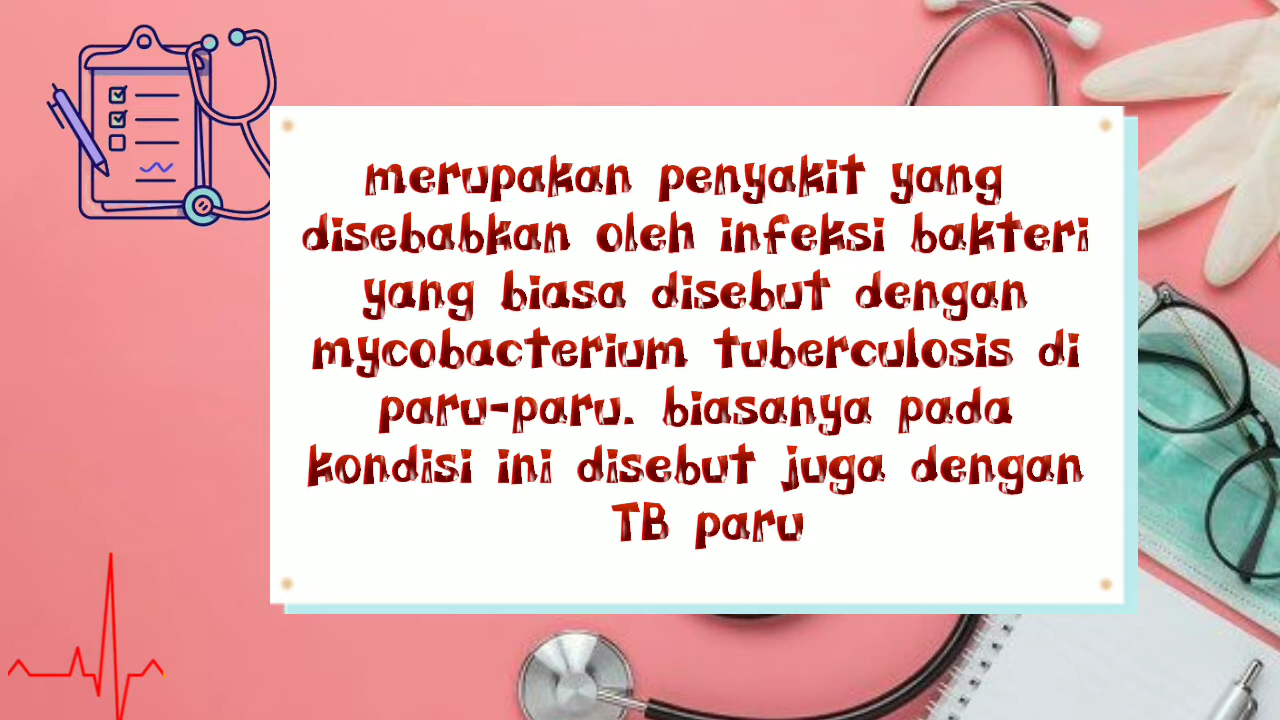 merupakan penyakit yang
disebabkan oleh infeksi bakteri
yang biasa disebut dengan
mycobacterium tuberculosis di
paru-paru. biasanya pada
kondisi ini disebut juga dengan
TB paru